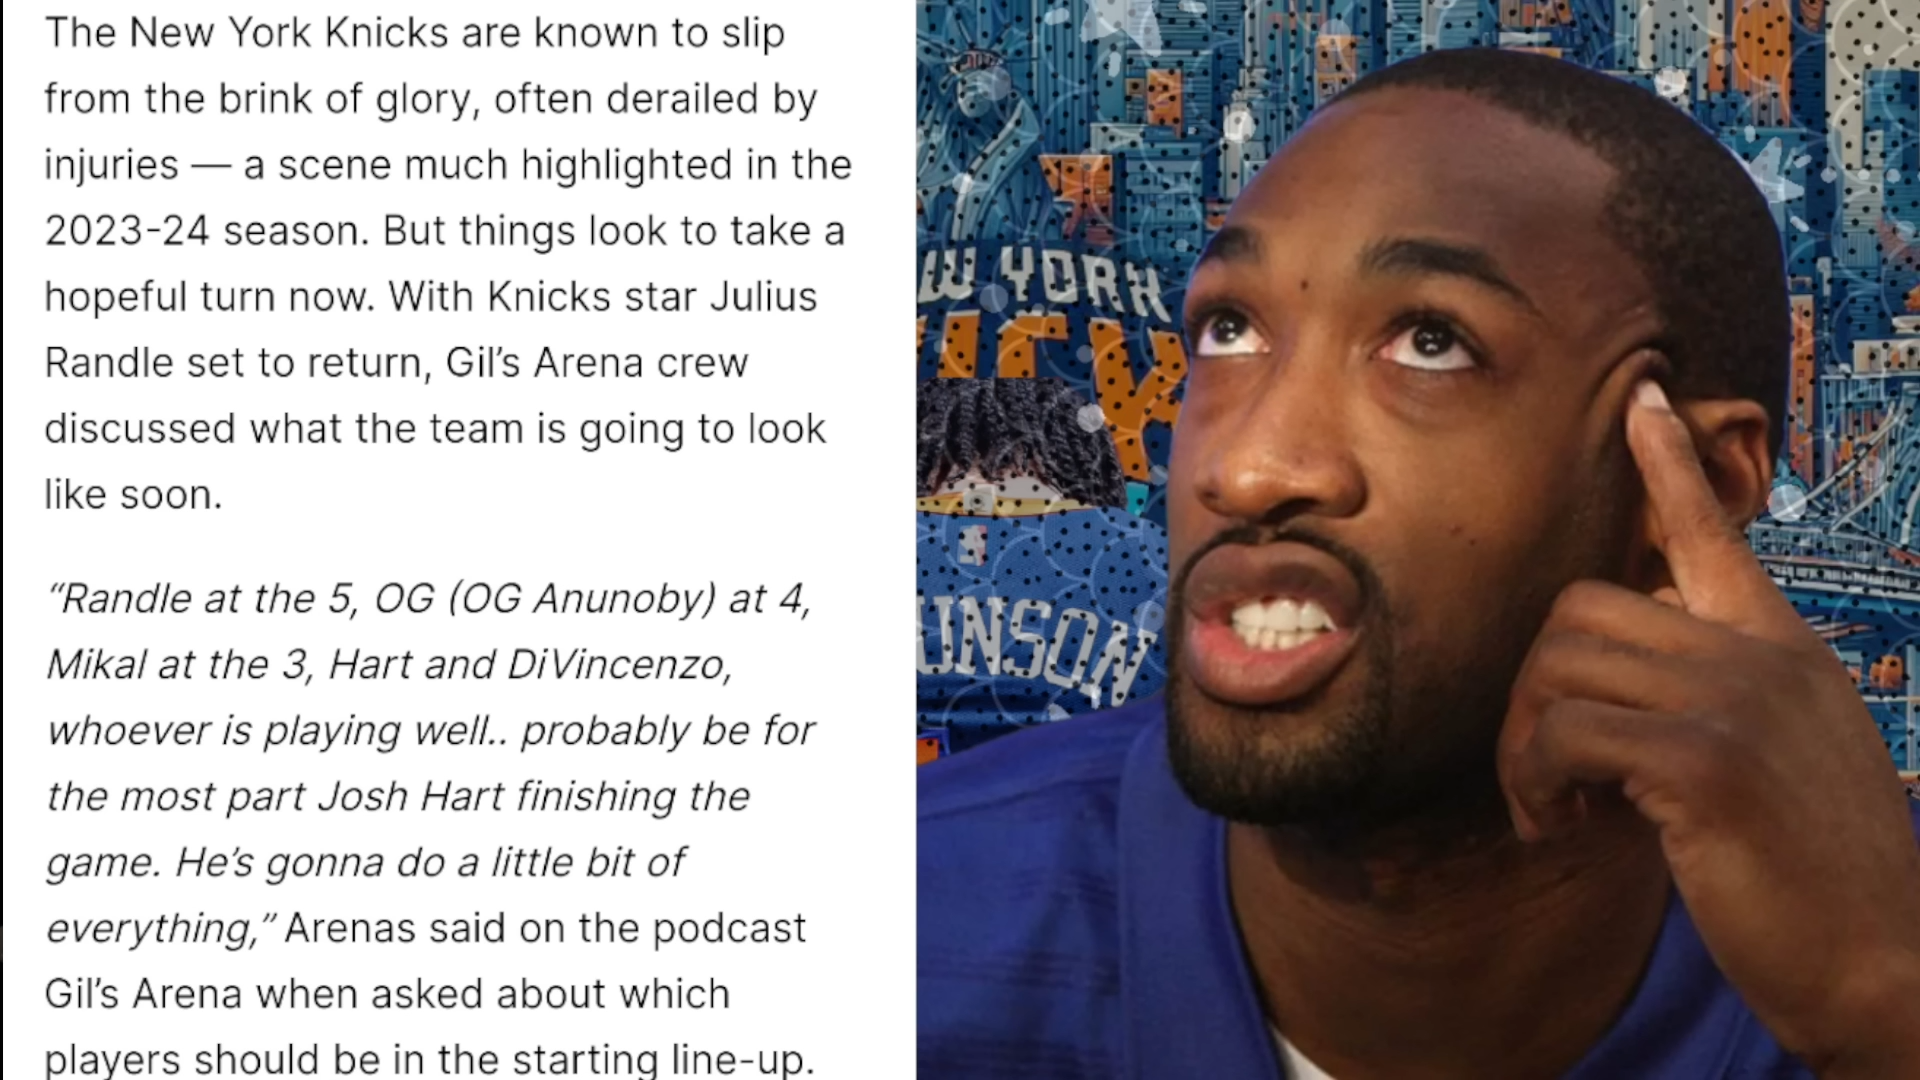 The New York Knicks are known to slip
from the brink of glory, often derailed by
injuries — a scene much highlighted in the
2023-24 season. But things look to take a
hopeful turn now. With Knicks star Julius
Randle set to return, Gil’s Arena crew
discussed what the team is going to look
like soon.
“Randle at the 5, OG (OG Anunoby) at 4,
Mikal at the 3, Hart and DiVincenzo,
whoever is playing well.. probably be for
the most part Josh Hart finishing the
game. He’s gonna do a little bit of
everything,” Arenas said on the podcast
Gil’s Arena when asked about which
players should be in the starting line-up.
W YORK
UNSON